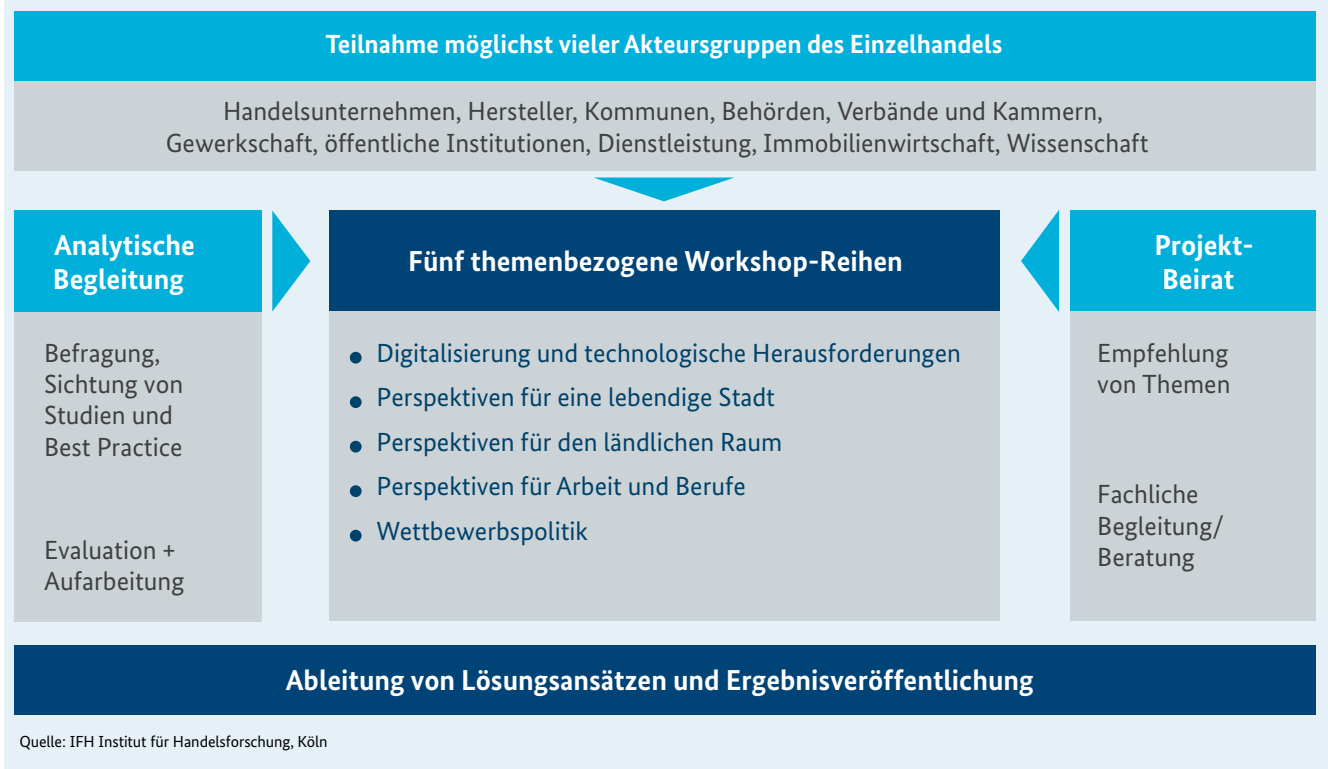 Teilnahme möglichst vieler Akteursgruppen des Einzelhandels
Handelsunternehmen, Hersteller, Kommunen, Behörden, Verbände und Kammern,
Gewerkschaft, öffentliche Institutionen, Dienstleistung, Immobilienwirtschaft, Wissenschaft
Analytische
Begleitung
Befragung,
Sichtung von
Studien und
Best Practice
Evaluation +
Aufarbeitung
Fünf themenbezogene Workshop-Reihen
• Digitalisierung und technologische Herausforderungen
• Perspektiven für eine lebendige Stadt
• Perspektiven für den ländlichen Raum
• Perspektiven für Arbeit und Berufe
• Wettbewerbspolitik
Projekt-
Beirat
Empfehlung
von Themen
Fachliche
Begleitung/
Beratung
Ableitung von Lösungsansätzen und Ergebnisveröffentlichung
Quelle: IFH Institut für Handelsforschung, Köln